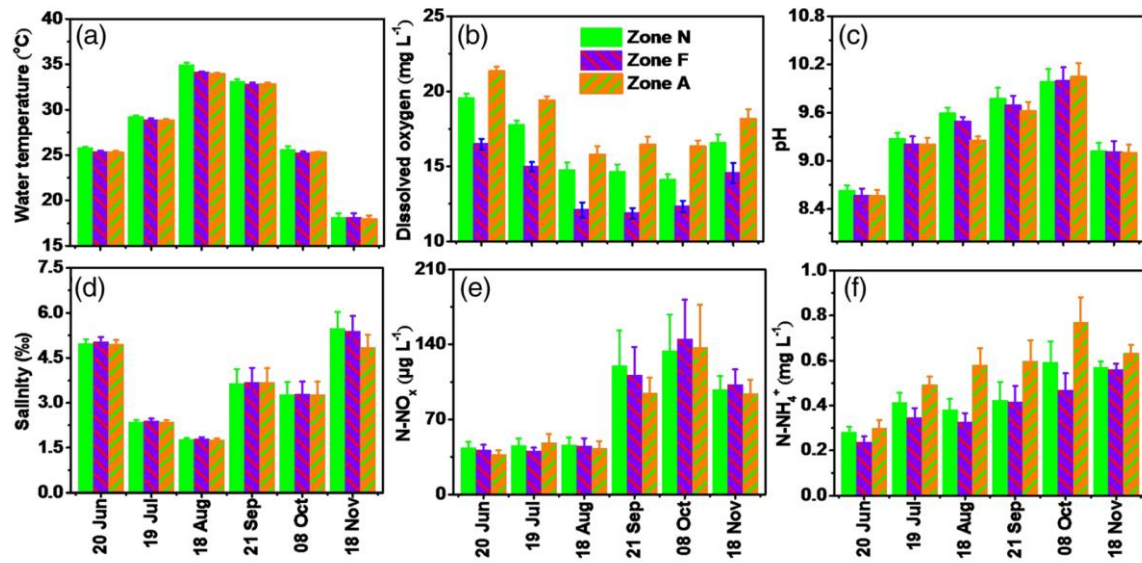 (a)
Water temperature (°C)
40
35
30
25
20
15
(b)
Dissolved oxygen (mg L⁻¹)
25
20
15
10
Zone N
Zone F
Zone A
(c)
pH
10.8
10.2
9.6
9.0
8.4
(d)
Salinity (‰)
7.5
6.0
4.5
3.0
1.5
0.0
20 Jun
19 Jul
18 Aug
21 Sep
08 Oct
18 Nov
(e)
N-NOₓ (µg L⁻¹)
210
140
70
0
20 Jun
19 Jul
18 Aug
21 Sep
08 Oct
18 Nov
(f)
N-NH₄⁺ (mg L⁻¹)
1.0
0.8
0.6
0.4
0.2
0.0
20 Jun
19 Jul
18 Aug
21 Sep
08 Oct
18 Nov